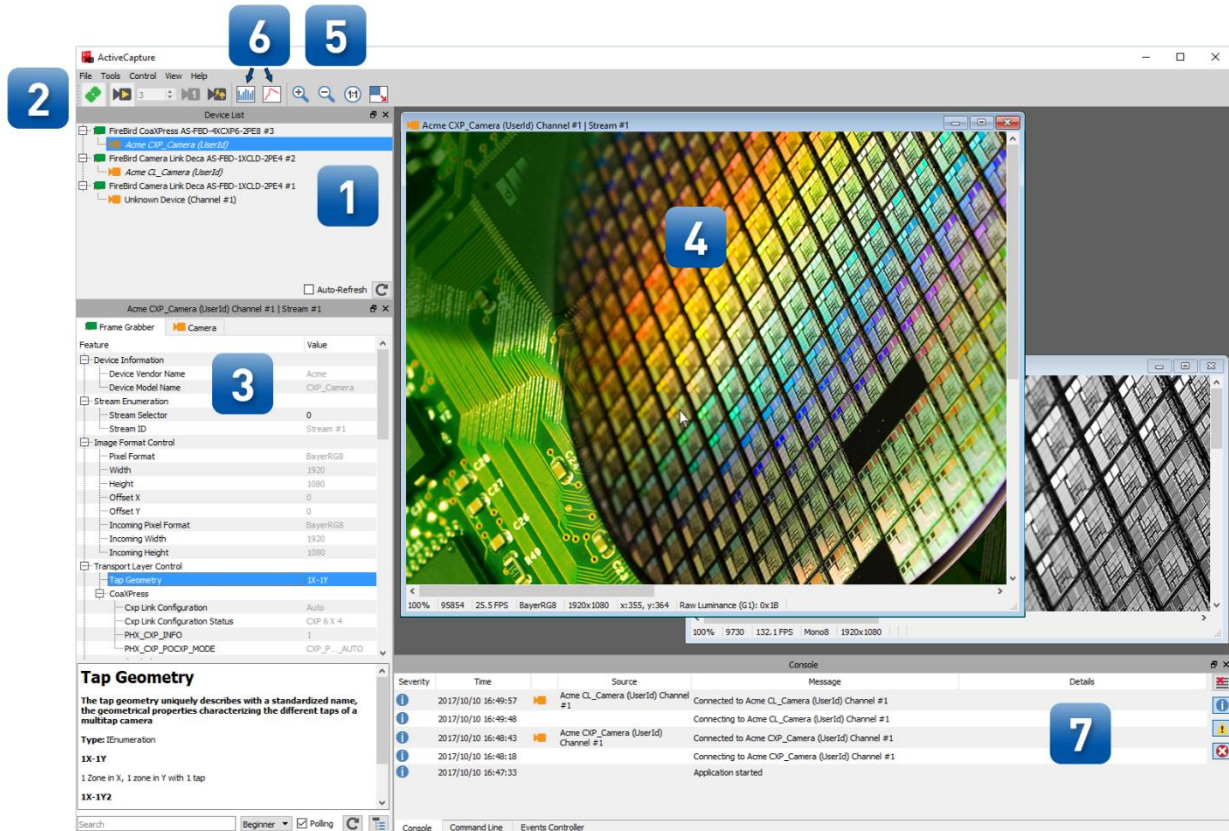 6
5
ActiveCapture
2
File Tools Control View Help
3
Device List
FireBird CoaXPress AS-FBD-4XCXP6-2PE8 #3
Acme CXP_Camera (UserId)
FireBird Camera Link Deca AS-FBD-1XCLD-2PE4 #2
Acme CL_Camera (UserId)
FireBird Camera Link Deca AS-FBD-1XCLD-2PE4 #1
Unknown Device (Channel #1)
1
Auto-Refresh
Acme CXP_Camera (UserId) Channel #1 | Stream #1
Frame Grabber Camera
Feature Value
Device Information
Device Vendor Name Acme
Device Model Name CXP_Camera
3
Stream Enumeration
Stream Selector 0
Stream ID Stream #1
Image Format Control
Pixel Format BayerRG8
Width 1920
Height 1080
Offset X 0
Offset Y 0
Incoming Pixel Format BayerRG8
Incoming Width 1920
Incoming Height 1080
Transport Layer Control
Tap Geometry 1X-1Y
CoaXPress
Cxp Link Configuration Auto
Cxp Link Configuration Status CXP 6 X 4
PHX_CXP_INFO 1
PHX_CXP_POCXP_MODE CXP_P..._AUTO
Tap Geometry
The tap geometry uniquely describes with a standardized name,
the geometrical properties characterizing the different taps of a
multitap camera
Type: IEnumeration
1X-1Y
1 Zone in X, 1 zone in Y with 1 tap
1X-1Y2
Search Beginner Polling
Acme CXP_Camera (UserId) Channel #1 | Stream #1
4
C24
C26
C27
C22
C23
R49
100% 95854 25.5 FPS BayerRG8 1920x1080 x:355, y:364 Raw Luminance (G1): 0x1B
100% 9730 132.1 FPS Mono8 1920x1080
Console
Severity Time Source Message Details
2017/10/10 16:49:57 Acme CL_Camera (UserId) Channel #1 Connected to Acme CL_Camera (UserId) Channel #1
2017/10/10 16:49:48 Connecting to Acme CL_Camera (UserId) Channel #1
2017/10/10 16:48:43 Acme CXP_Camera (UserId) Channel #1 Connected to Acme CXP_Camera (UserId) Channel #1
2017/10/10 16:48:18 Connecting to Acme CXP_Camera (UserId) Channel #1
2017/10/10 16:47:33 Application started
7
Console Command Line Events Controller